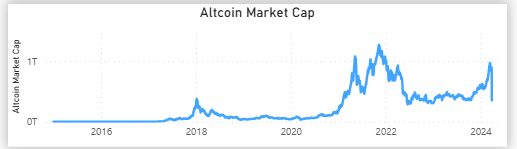 Altcoin Market Cap
Altcoin Market Cap
1T
0T
2016 2018 2020 2022 2024